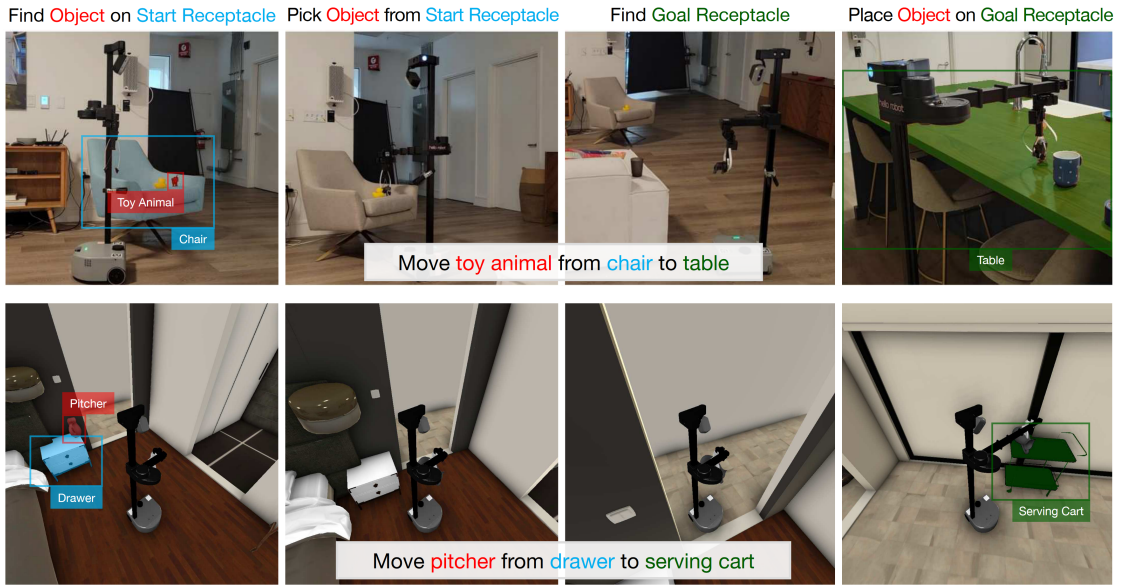 Find Object on Start Receptacle
Pick Object from Start Receptacle
Find Goal Receptacle
Place Object on Goal Receptacle
hello robot
Toy Animal
Chair
Table
Move toy animal from chair to table
Pitcher
Drawer
Serving Cart
Move pitcher from drawer to serving cart